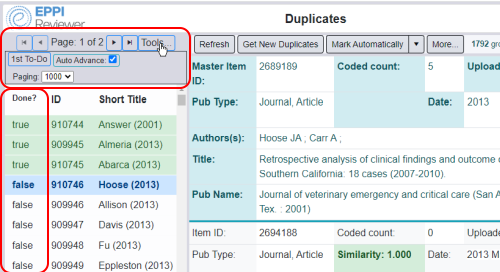 EPPI
Reviewer
Duplicates
Page: 1 of 2 Tools...
1st To-Do Auto Advance:
Paging: 1000
Refresh Get New Duplicates Mark Automatically More... 1792 gro
Done? ID Short Title
true 910744 Answer (2001)
true 909945 Almeria (2013)
true 910745 Abarca (2013)
false 910746 Hoose (2013)
false 909946 Allison (2013)
false 909947 Davis (2013)
false 909948 Fu (2013)
false 909949 Eppleston (2013)
Master Item ID: 2689189 Coded count: 5 Upload
Pub Type: Journal, Article Date: 2013
Authors(s): Hoose JA ; Carr A ;
Title: Retrospective analysis of clinical findings and outcome
Southern California: 18 cases (2007-2010).
Pub Name: Journal of veterinary emergency and critical care (San A
Tex. : 2001)
Item ID: 2694188 Coded count: 0 Uploade
Pub Type: Journal, Article Similarity: 1.000 Date: 2013 M